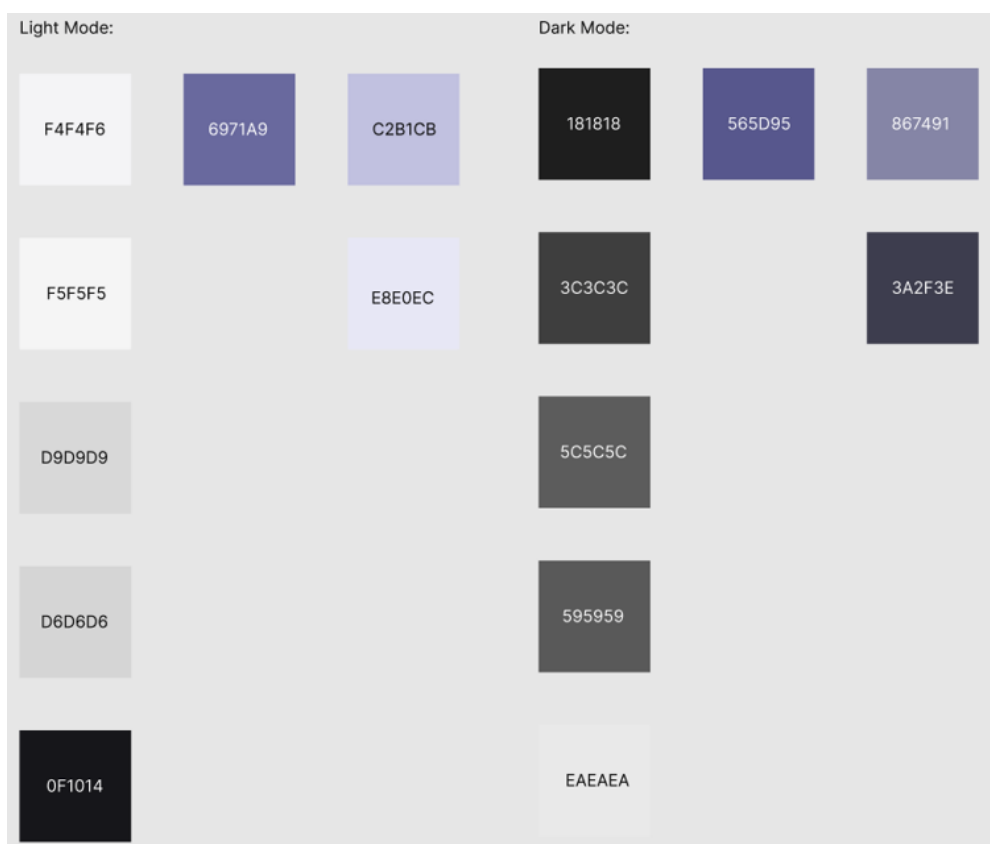 Light Mode:
Dark Mode:
F4F4F6
6971A9
C2B1CB
181818
565D95
867491
F5F5F5
E8E0EC
3C3C3C
3A2F3E
D9D9D9
5C5C5C
D6D6D6
595959
0F1014
EAEAEA